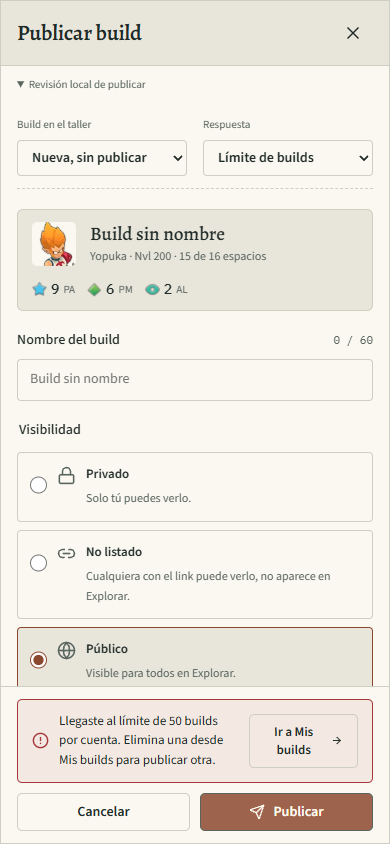 Publicar build
Revisión local de publicar
Build en el taller
Respuesta
Nueva, sin publicar
Límite de builds
Build sin nombre
Yopuka · Nvl 200 · 15 de 16 espacios
9 PA 6 PM 2 AL
Nombre del build
0 / 60
Build sin nombre
Visibilidad
Privado
Solo tú puedes verlo.
No listado
Cualquiera con el link puede verlo, no aparece en
Explorar.
Público
Visible para todos en Explorar.
Llegaste al límite de 50 builds
por cuenta. Elimina una desde
Mis builds para publicar otra.
Ir a Mis
builds
Cancelar
Publicar